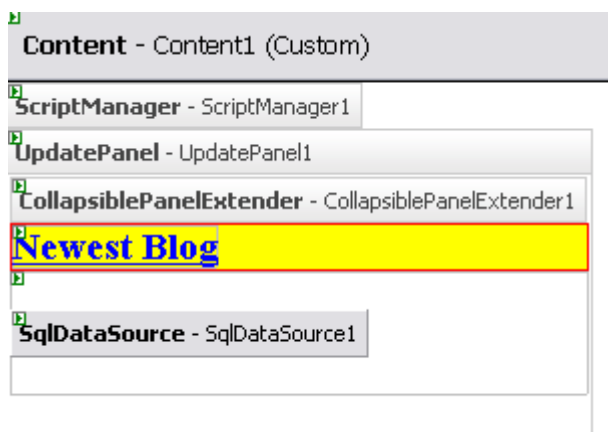 Content - Content1 (Custom)
ScriptManager - ScriptManager1
UpdatePanel - UpdatePanel1
CollapsiblePanelExtender - CollapsiblePanelExtender1
Newest Blog
SqlDataSource - SqlDataSource1